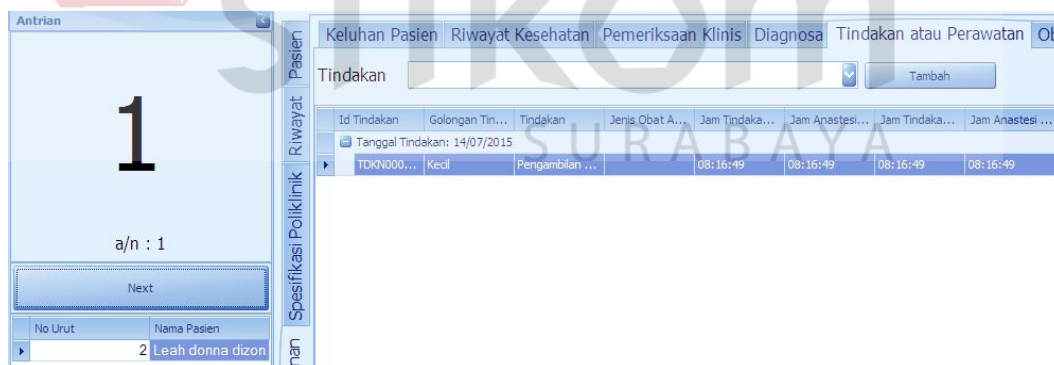 Antrian
1
a/n : 1
Next
No Urut Nama Pasien
2 Leah donna dizon
Pasien
Riwayat
Spesifikasi Poliklinik
Keluhan Pasien Riwayat Kesehatan Pemeriksaan Klinis Diagnosa Tindakan atau Perawatan
Tindakan Tambah
Id Tindakan Golongan Tin... Tindakan Jenis Obat A... Jam Tindaka... Jam Anastesi... Jam Tindaka... Jam Anastesi ...
Tanggal Tindakan: 14/07/2015
TDKN000... Kecil Pengambilan ... 08:16:49 08:16:49 08:16:49 08:16:49
SURABAYA